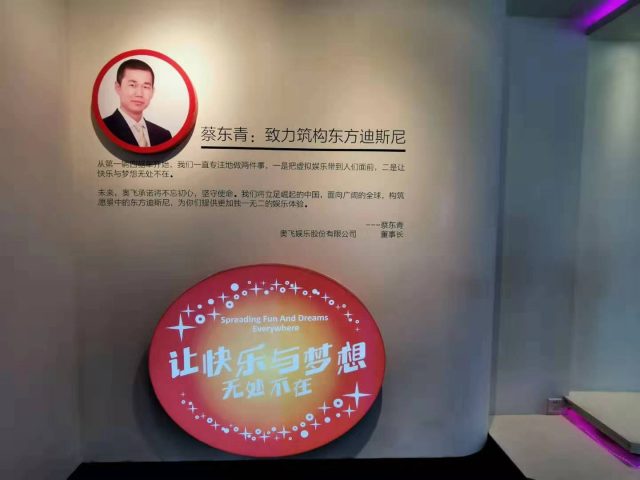 蔡东青：致力筑构东方迪斯尼
从第一辆四驱车开始，我们一直专注地做两件事，一是把虚拟娱乐带到人们面前，二是让
快乐与梦想无处不在。
未来，奥飞承诺将不忘初心，坚守使命。我们将立足崛起的中国，面向广阔的全球，构筑
愿景中的东方迪斯尼，为你们提供更加独一无二的娱乐体验。
---蔡东青
奥飞娱乐股份有限公司 董事长
Spreading Fun And Dreams
Everywhere
让快乐与梦想
无处不在